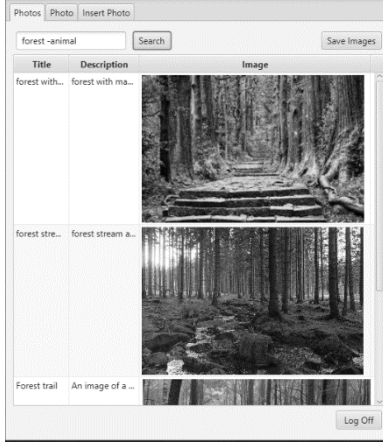 Photos Photo Insert Photo
forest -animal Search Save Images
Title Description Image
forest with... forest with ma...
forest stre... forest stream a...
Forest trail An image of a ...
Log Off